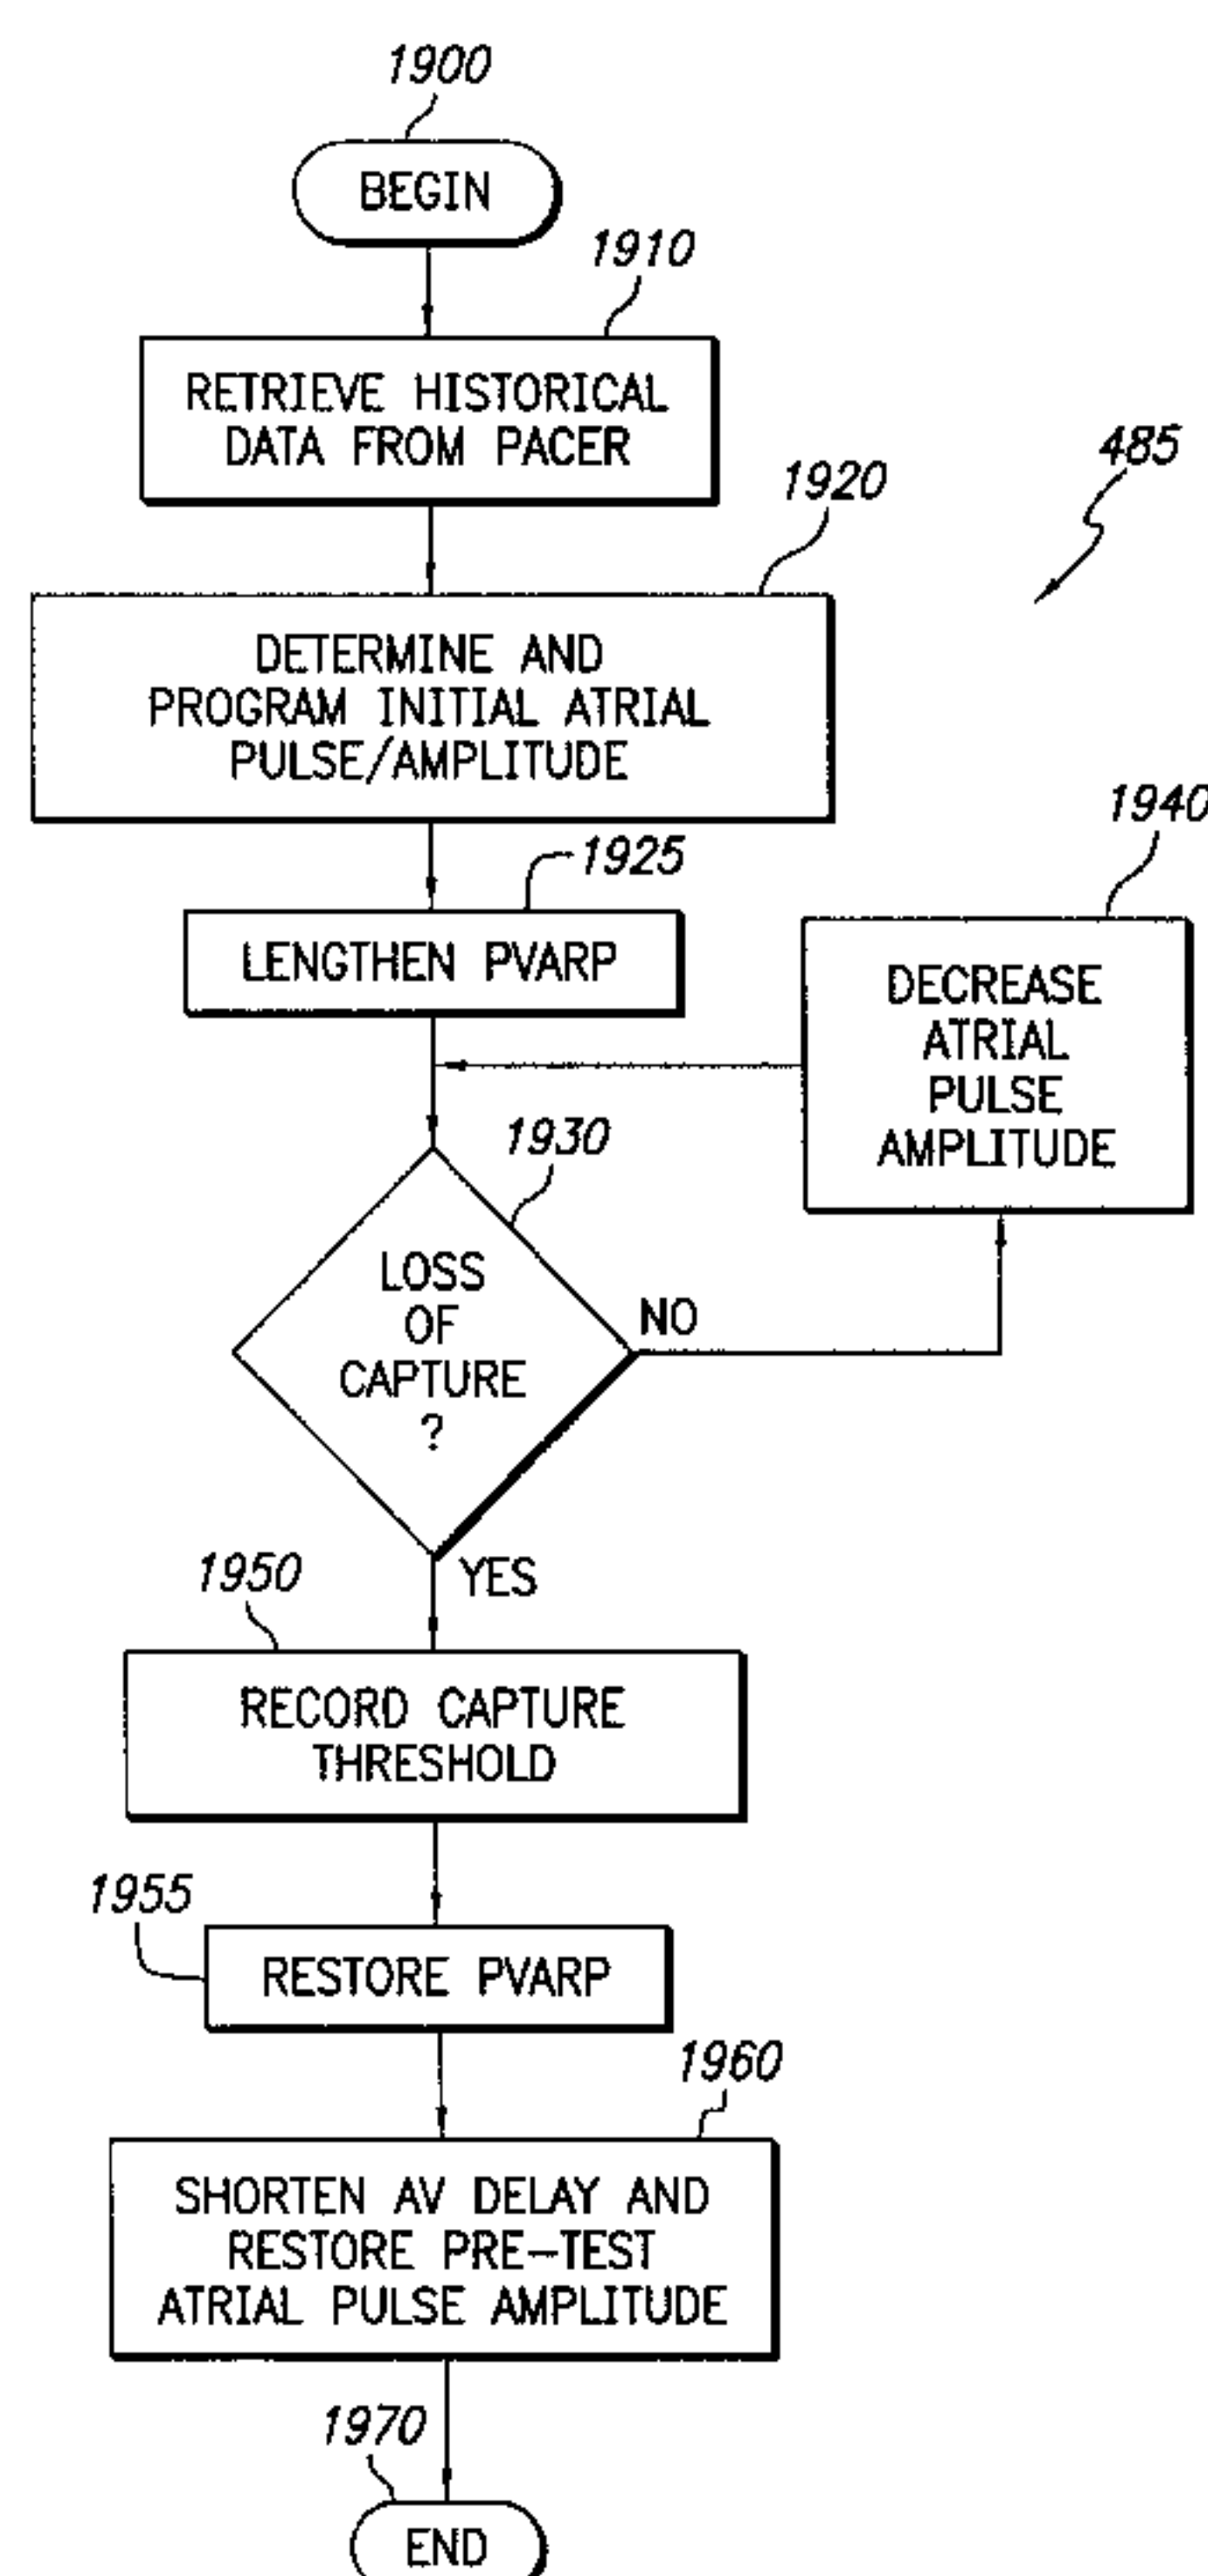 1900
BEGIN
1910
RETRIEVE HISTORICAL
DATA FROM PACER
485
1920
DETERMINE AND
PROGRAM INITIAL ATRIAL
PULSE/AMPLITUDE
1925
LENGTHEN PVARP
1940
DECREASE
ATRIAL
PULSE
AMPLITUDE
1930
LOSS
OF
CAPTURE
?
NO
YES
1950
RECORD CAPTURE
THRESHOLD
1955
RESTORE PVARP
1960
SHORTEN AV DELAY AND
RESTORE PRE-TEST
ATRIAL PULSE AMPLITUDE
1970
END